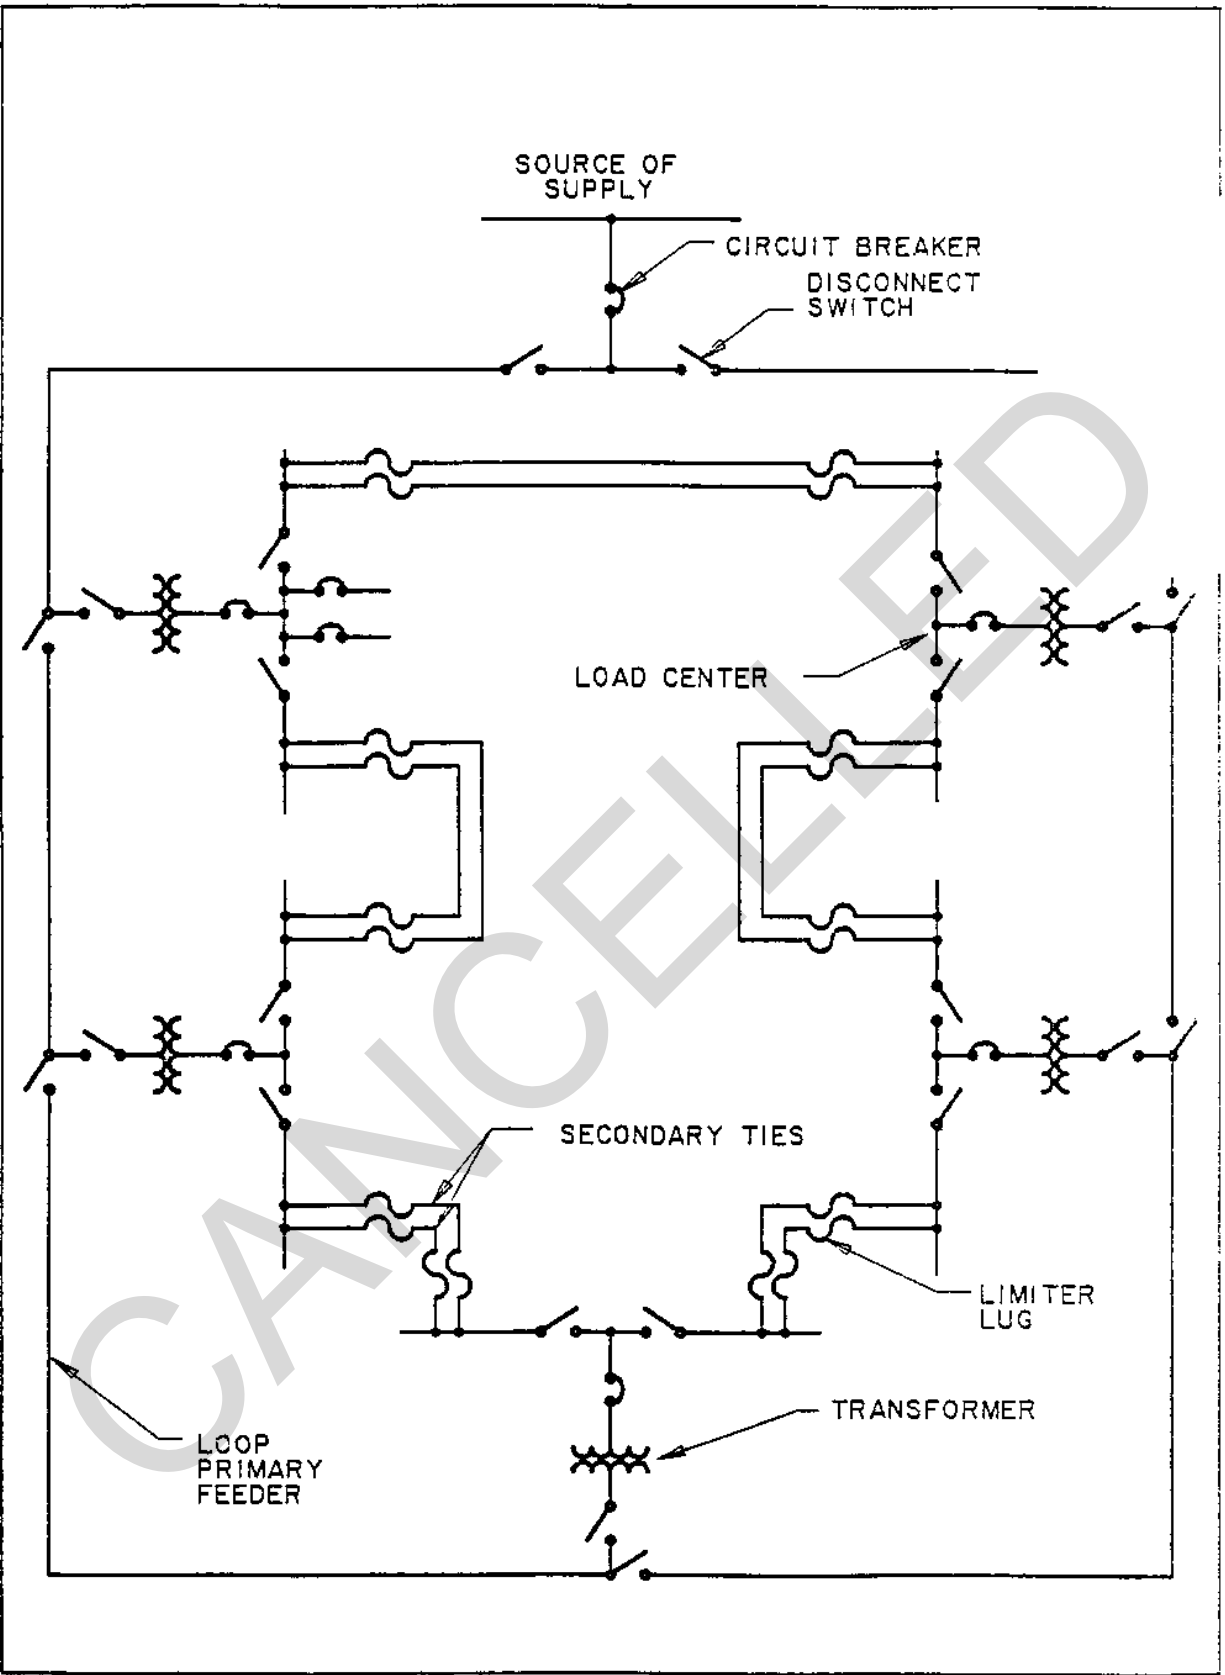 SOURCE OF
SUPPLY
CIRCUIT BREAKER
DISCONNECT
SWITCH
LOAD CENTER
SECONDARY TIES
LIMITER
LUG
TRANSFORMER
LOOP
PRIMARY
FEEDER
CANCELLED